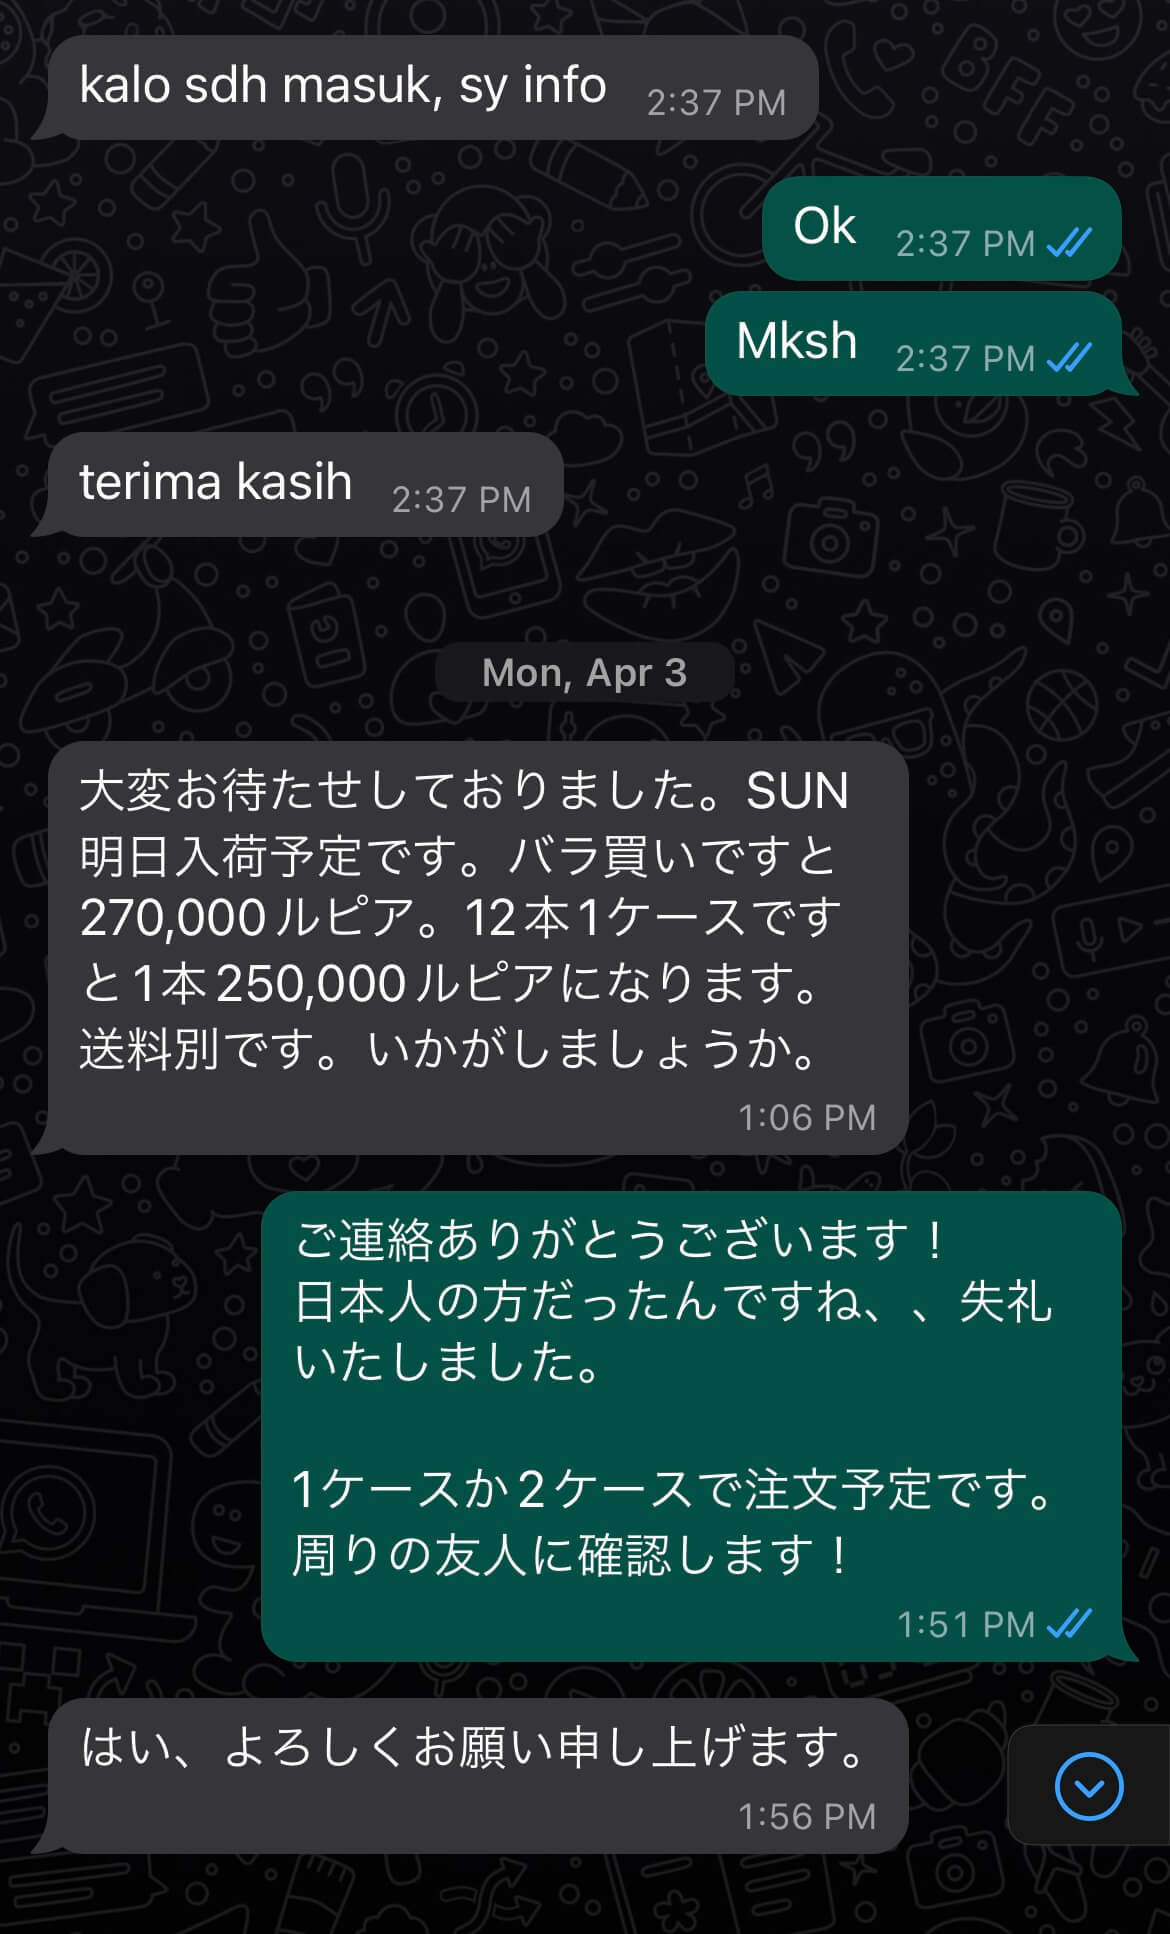 kalo sdh masuk, sy info 2:37 PM
Ok 2:37 PM
Mksh 2:37 PM
terima kasih 2:37 PM
Mon, Apr 3
大変お待たせしておりました。SUN
明日入荷予定です。バラ買いですと
270,000ルピア。12本1ケースです
と1本250,000ルピアになります。
送料別です。いかがしましょうか。
1:06 PM
ご連絡ありがとうございます！
日本人の方だったんですね、、失礼
いたしました。
1ケースか2ケースで注文予定です。
周りの友人に確認します！
1:51 PM
はい、よろしくお願い申し上げます。
1:56 PM